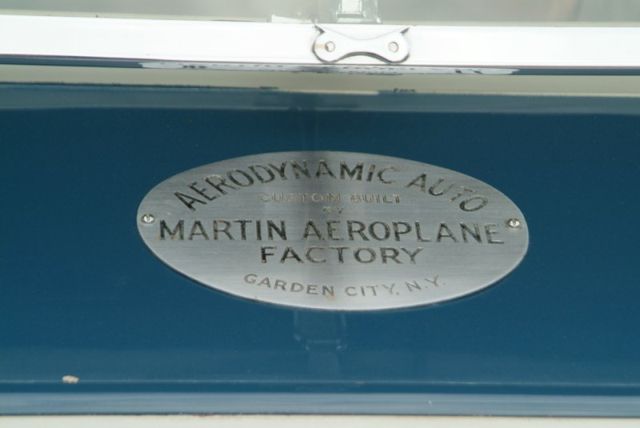 AERODYNAMIC AUTO
CUSTOM BUILT
BY
MARTIN AEROPLANE
FACTORY
GARDEN CITY, N.Y.